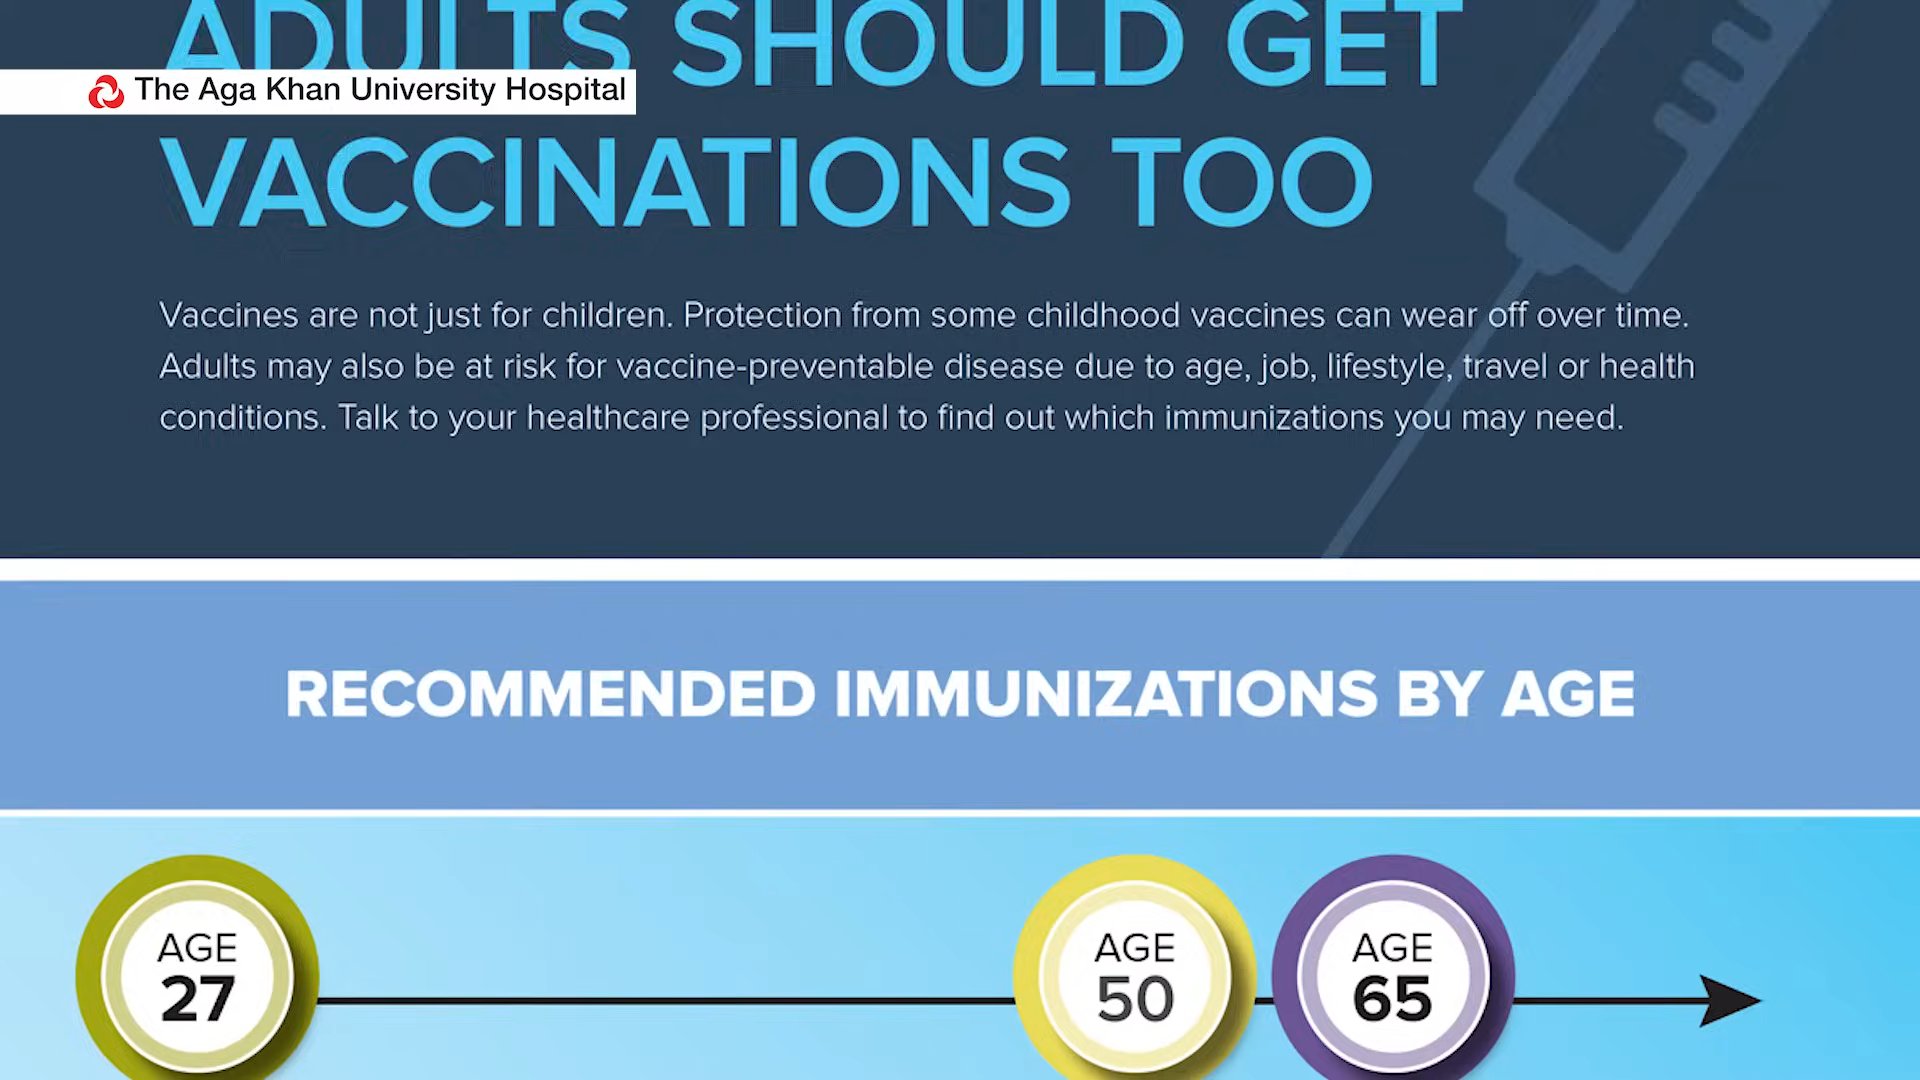 ADULTS SHOULD GET
The Aga Khan University Hospital
VACCINATIONS TOO
Vaccines are not just for children. Protection from some childhood vaccines can wear off over time.
Adults may also be at risk for vaccine-preventable disease due to age, job, lifestyle, travel or health
conditions. Talk to your healthcare professional to find out which immunizations you may need.
RECOMMENDED IMMUNIZATIONS BY AGE
AGE
27
AGE
50
AGE
65